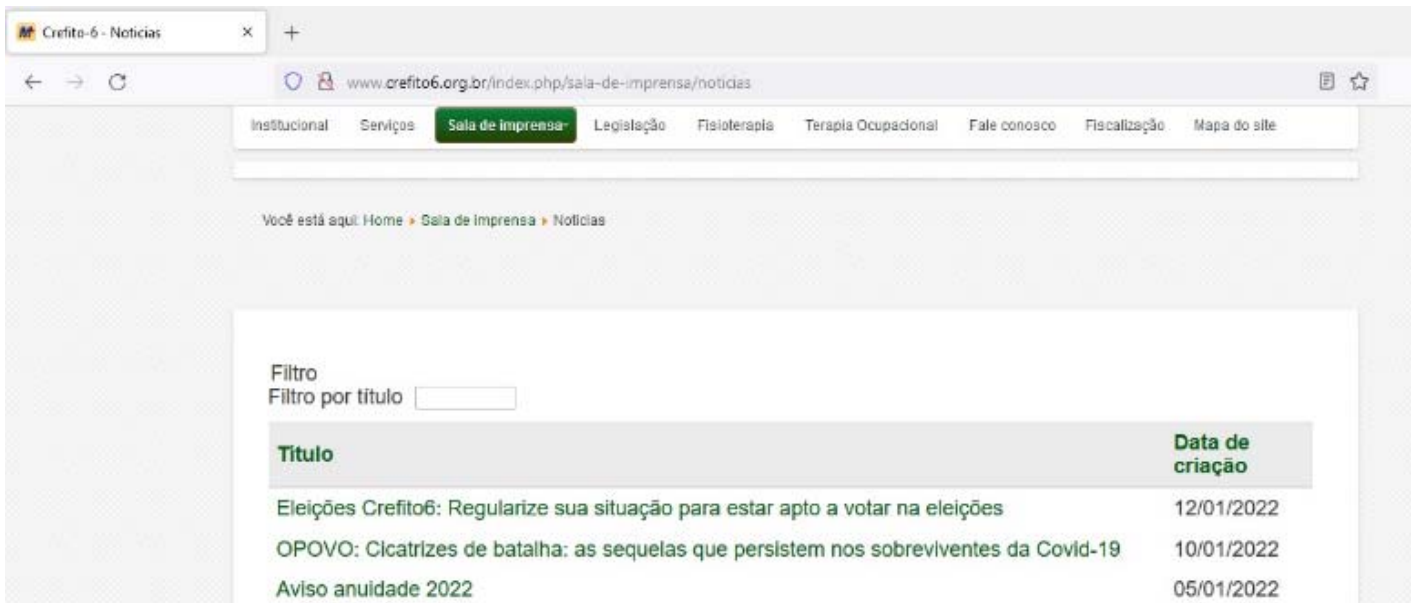 Crefito-6 - Noticias
www.crefito6.org.br/index.php/sala-de-imprensa/noticias
Institucional Serviços Sala de imprensa Legislação Fisioterapia Terapia Ocupacional Fale conosco Fiscalização Mapa do site
Você está aqui: Home Sala de imprensa Notícias
Filtro
Filtro por título
Título Data de criação
Eleições Crefito6: Regularize sua situação para estar apto a votar na eleições 12/01/2022
OPOVO: Cicatrizes de batalha: as sequelas que persistem nos sobreviventes da Covid-19 10/01/2022
Aviso anuidade 2022 05/01/2022